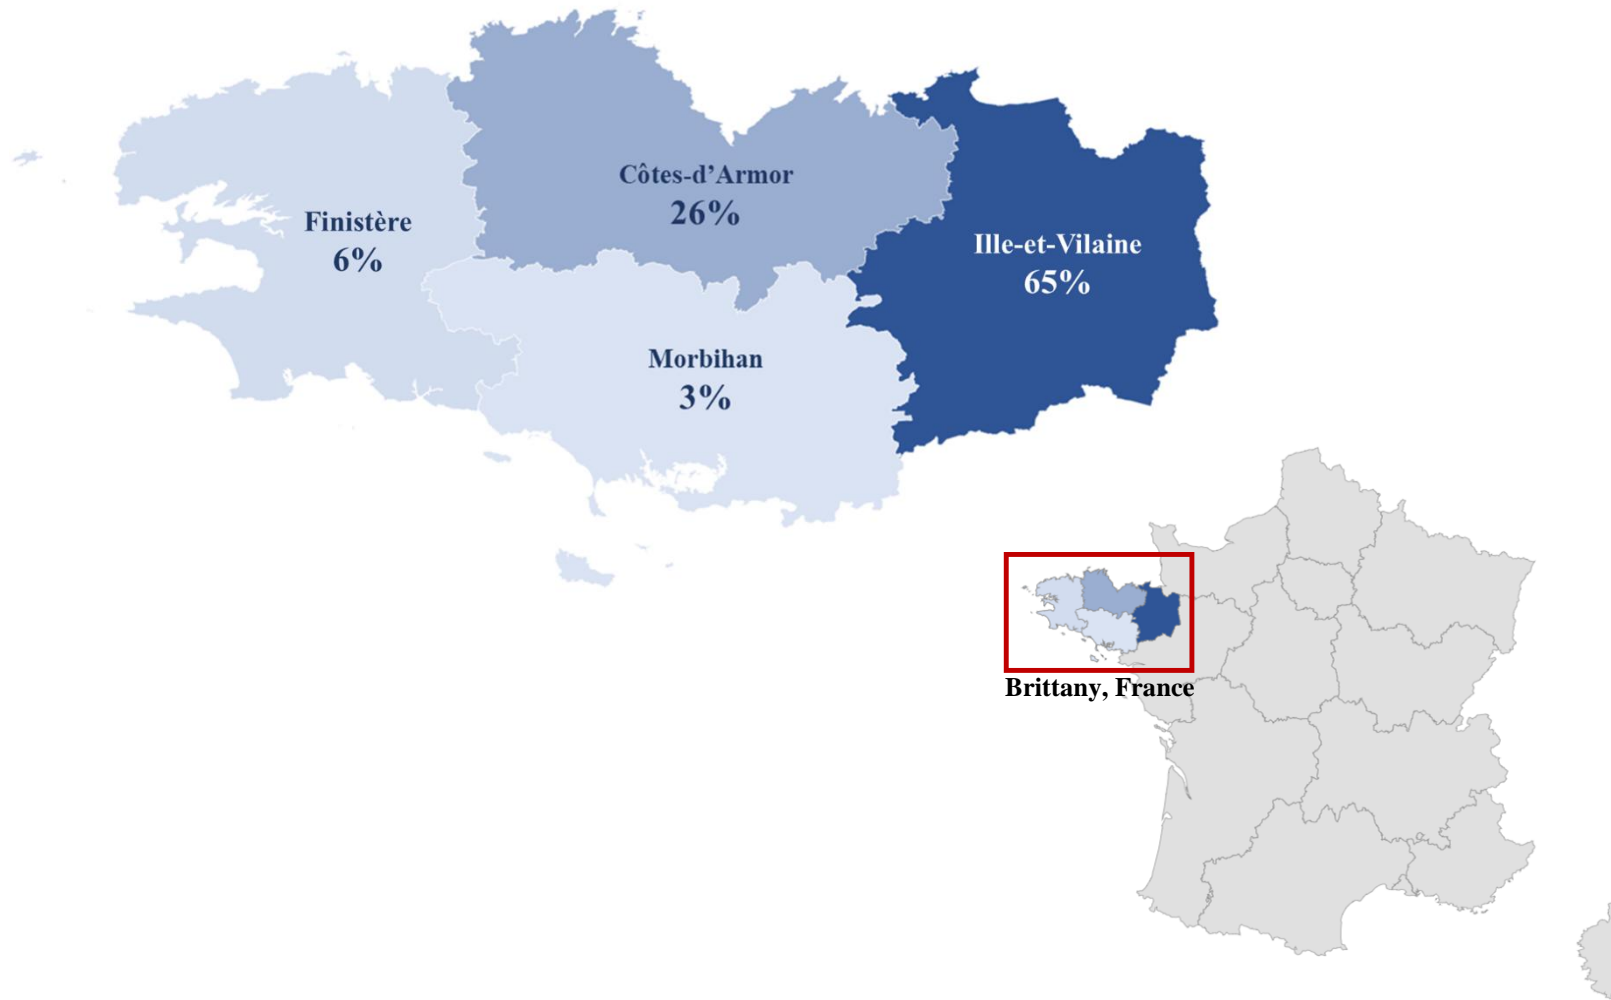 Côtes-d’Armor
26%
Finistère
6%
Ille-et-Vilaine
65%
Morbihan
3%
Brittany, France